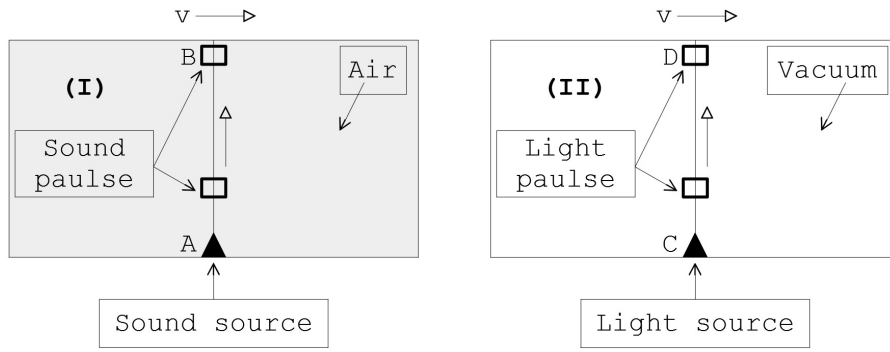 v
B
Air
(I)
Sound
paulse
A
Sound source
v
D
Vacuum
(II)
Light
paulse
C
Light source